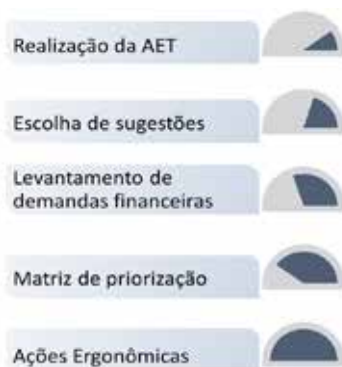 Realização da AET
Escolha de sugestões
Levantamento de
demandas financeiras
Matriz de priorização
Ações Ergonômicas